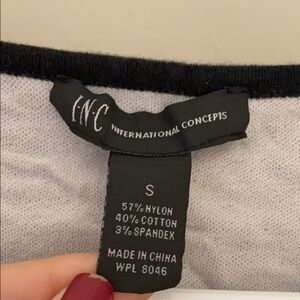 I·N·C INTERNATIONAL CONCEPTS
S
57% NYLON
40% COTTON
3% SPANDEX
MADE IN CHINA
WPL 8046